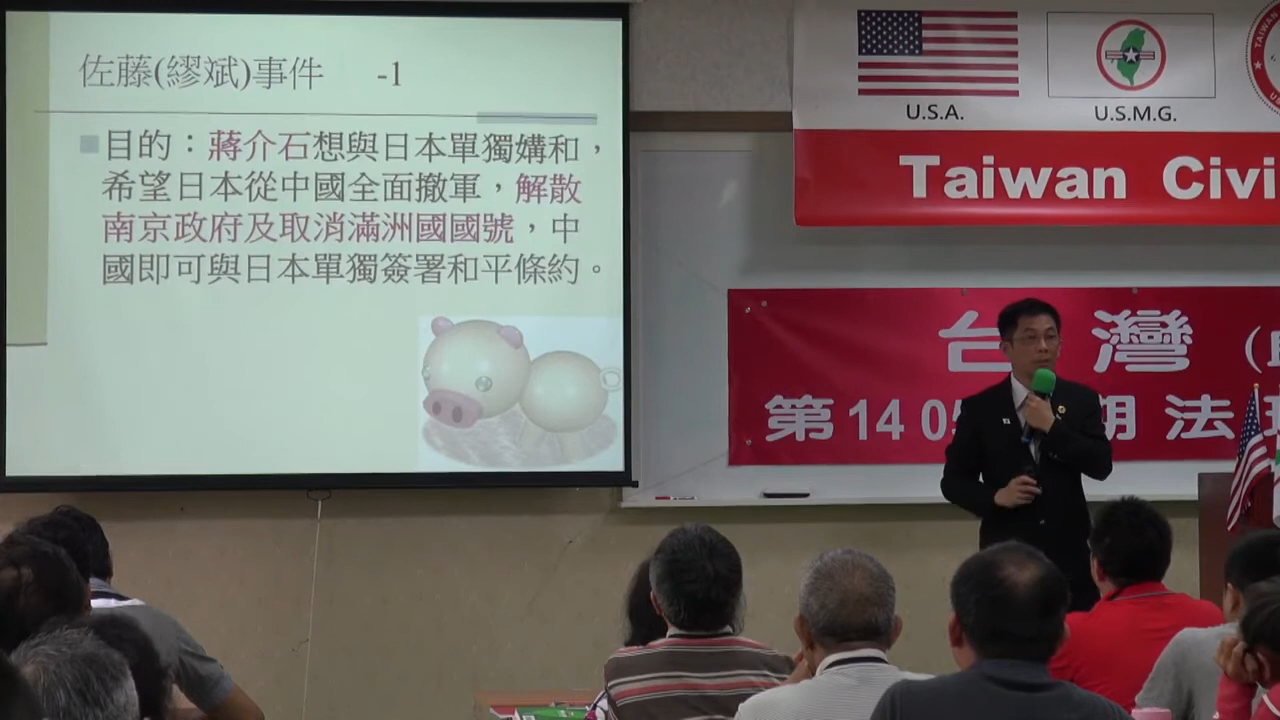 佐藤(繆斌)事件 -1
目的：蔣介石想與日本單獨媾和，
希望日本從中國全面撤軍，解散
南京政府及取消滿洲國國號，中
國即可與日本單獨簽署和平條約。
U.S.A.
U.S.M.G.
TAIWAN
Taiwan Civi
台灣（
第14 05 期法